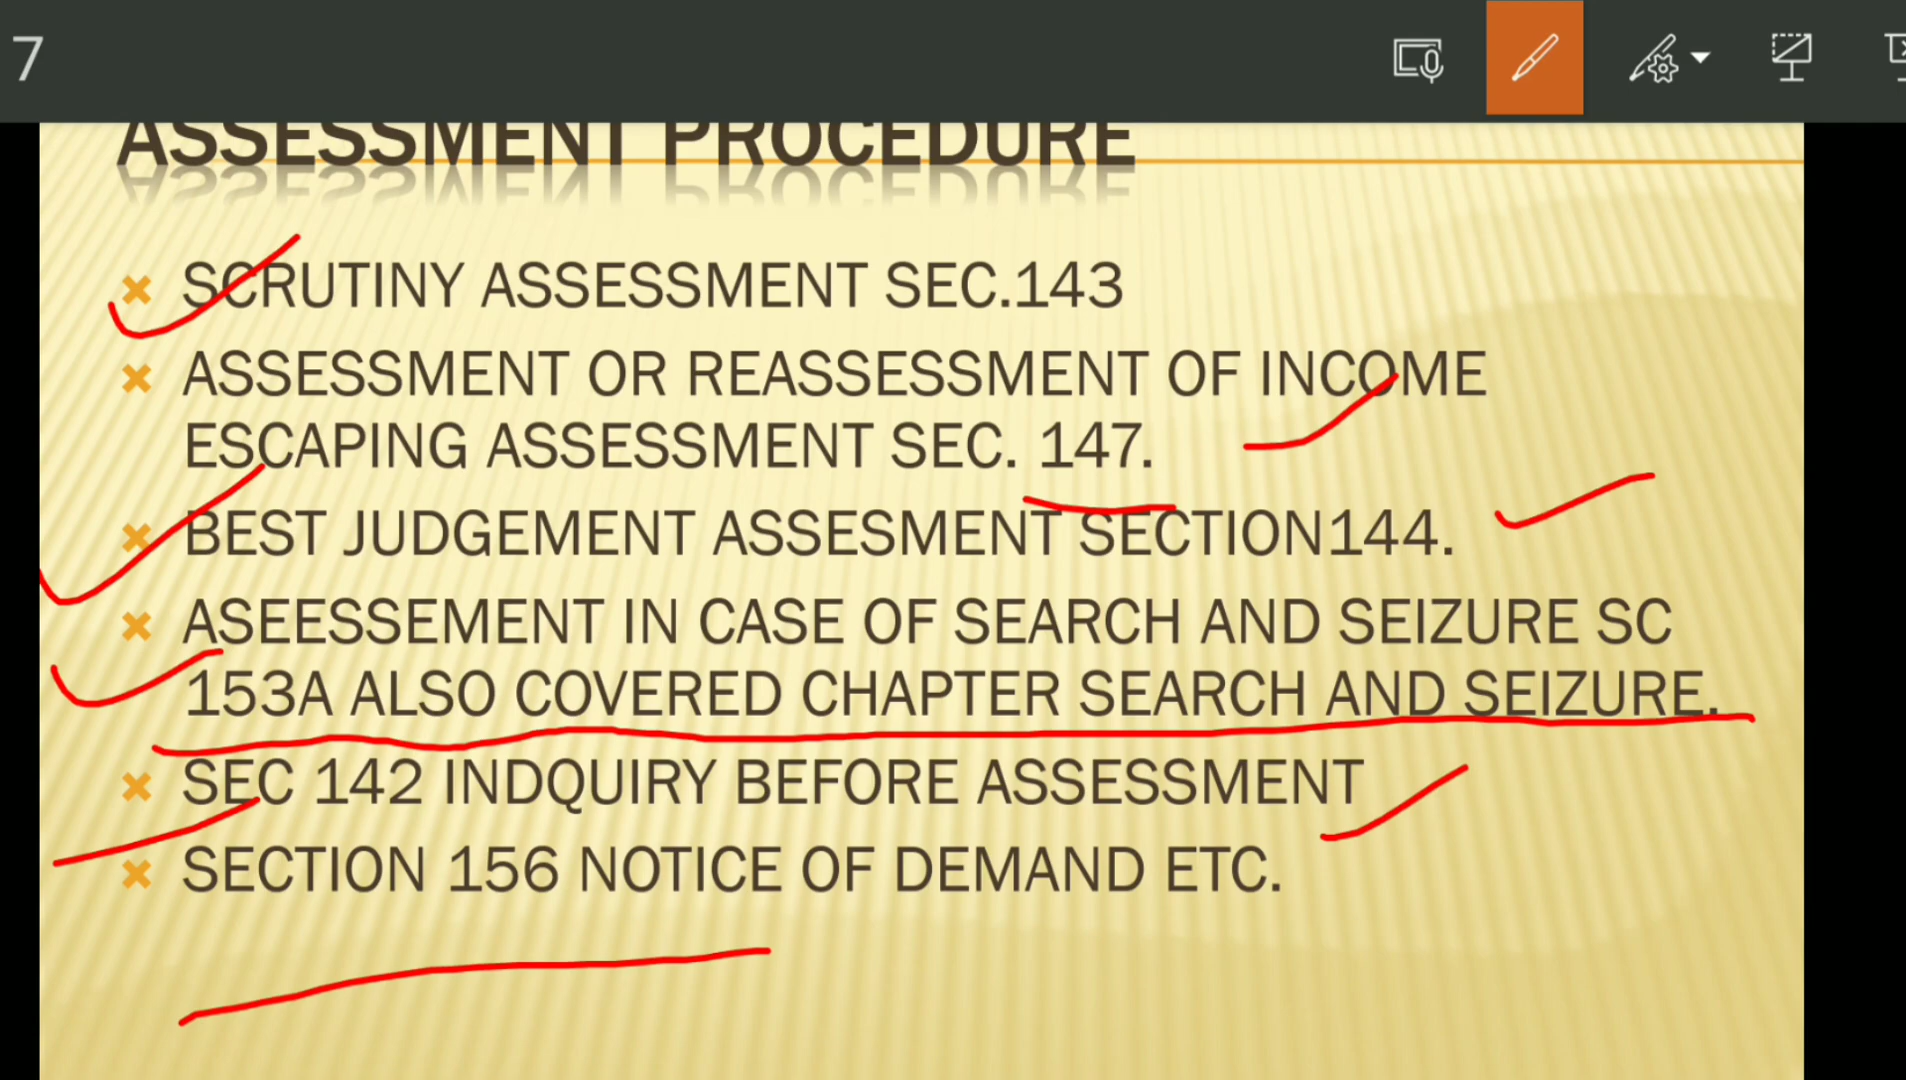 7
ASSESSMENT PROCEDURE
SCRUTINY ASSESSMENT SEC.143
ASSESSMENT OR REASSESSMENT OF INCOME
ESCAPING ASSESSMENT SEC. 147.
BEST JUDGEMENT ASSESMENT SECTION144.
ASEESSEMENT IN CASE OF SEARCH AND SEIZURE SC
153A ALSO COVERED CHAPTER SEARCH AND SEIZURE.
SEC 142 INDQUIRY BEFORE ASSESSMENT
SECTION 156 NOTICE OF DEMAND ETC.